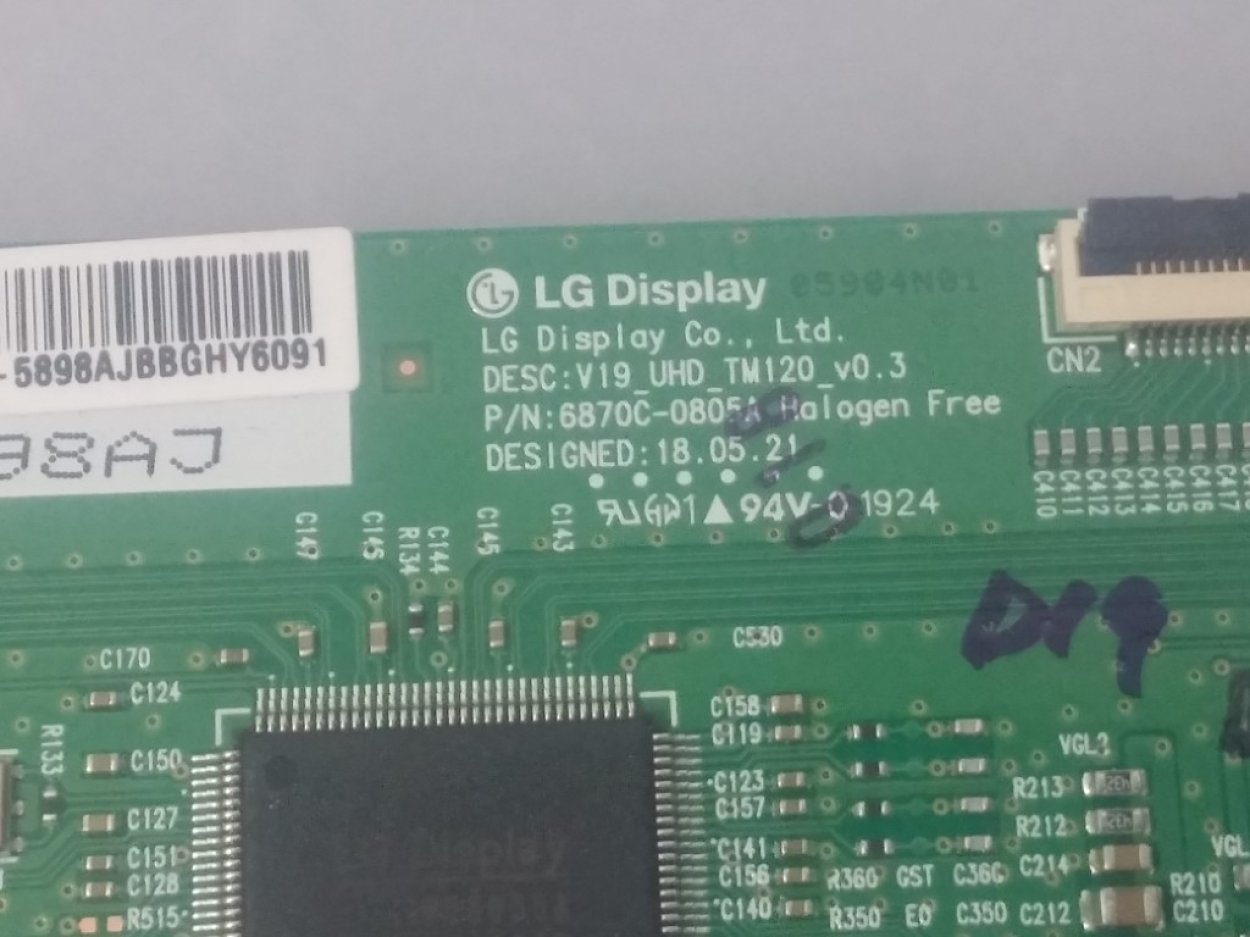 LG Display 05904N01
LG Display Co., Ltd.
DESC:V19_UHD_TM120_v0.3
P/N:6870C-0805A Halogen Free
DESIGNED:18.05.21
94V-0 1924
-5898AJBBGHY6091
98AJ
CN2
C410 C411 C412 C413 C414 C415 C416 C417
C147 R134 C144 C145 C143
C170
C530
C124
C158
C119
R133
C150
VGL3
C123
R213
C157
C127
R212
C141
C151
C214
C156
R360 GST
C128
R210
C140
R350 EO C350 C212
C210
R515
D19